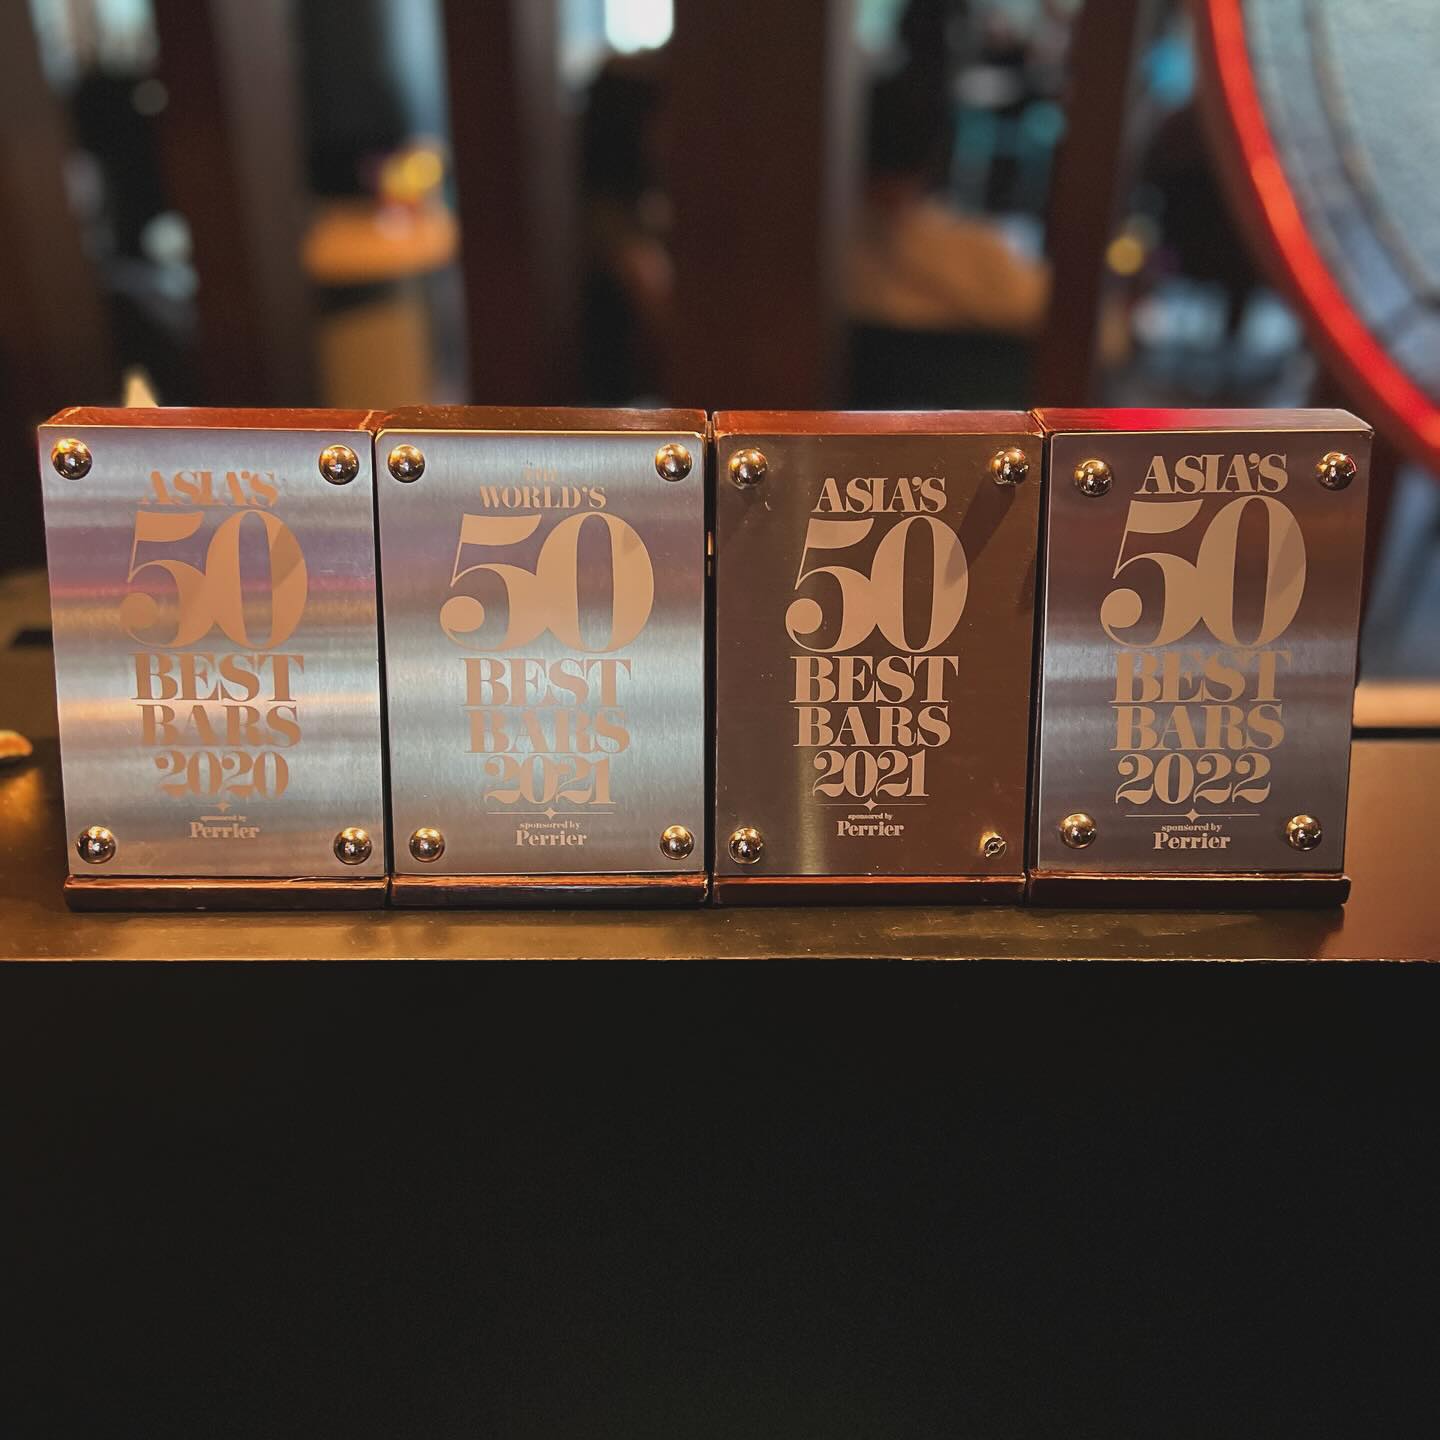 ASIA'S
50
BEST
BARS
2020
sponsored by
Perrier
THE
WORLD'S
50
BEST
BARS
2021
sponsored by
Perrier
ASIA'S
50
BEST
BARS
2021
sponsored by
Perrier
ASIA'S
50
BEST
BARS
2022
sponsored by
Perrier